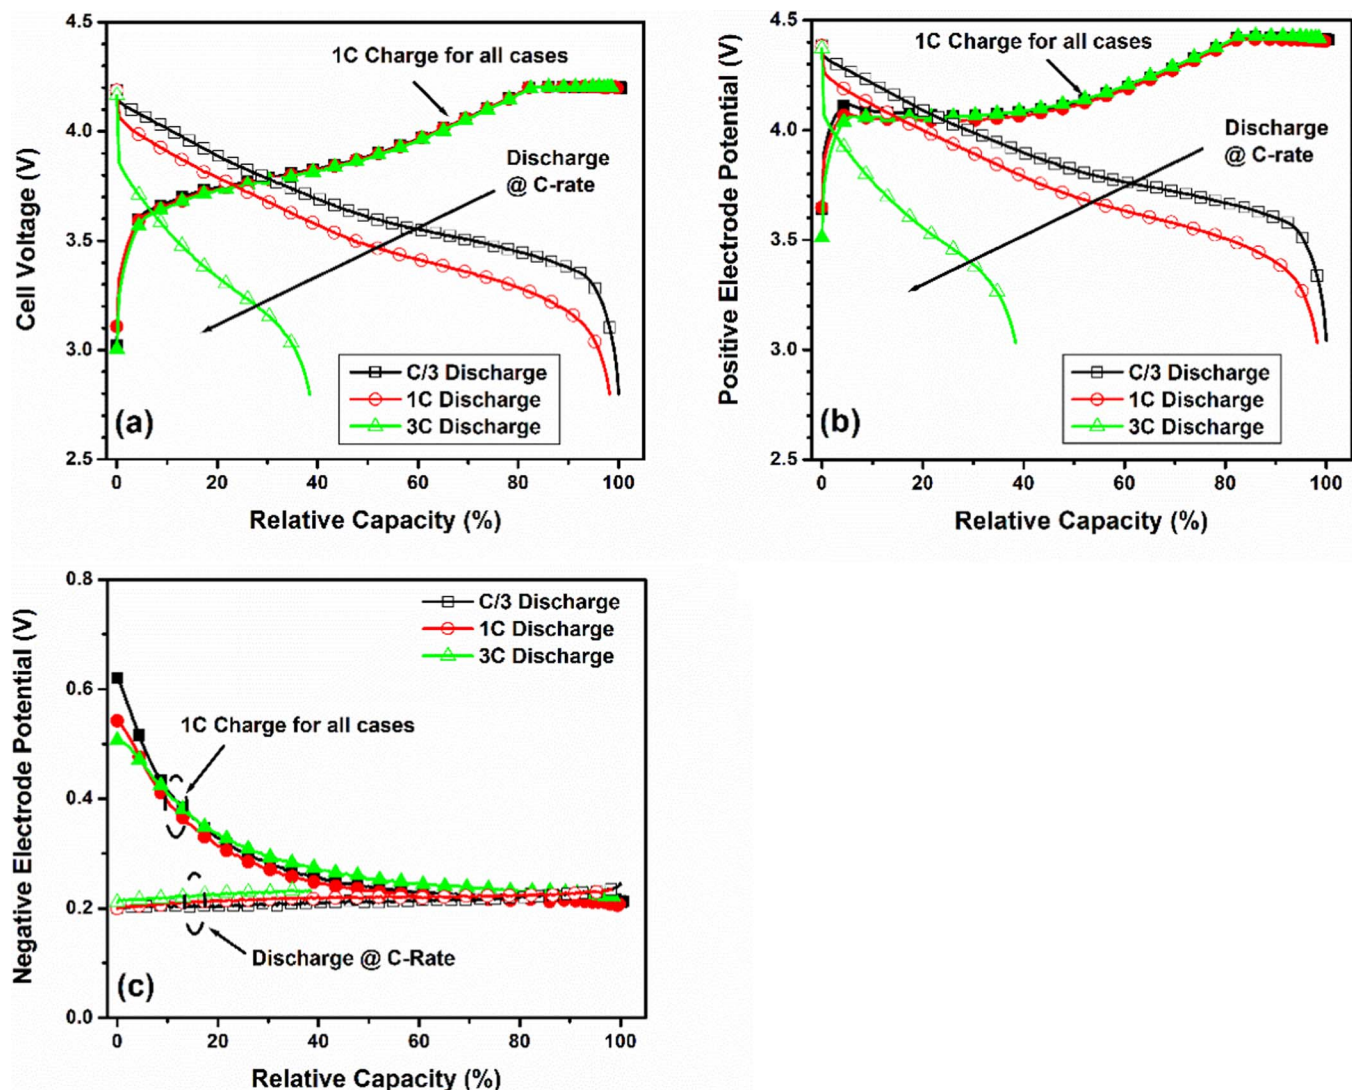 4.5
4.0
3.5
3.0
2.5
Cell Voltage (V)
1C Charge
for all cases
Discharge
@ C-rate
C/3 Discharge
1C Discharge
3C Discharge
(a)
0 20 40 60 80 100
Relative Capacity (%)
4.5
4.0
3.5
3.0
2.5
Positive Electrode Potential (V)
1C Charge
for all cases
Discharge
@ C-rate
C/3 Discharge
1C Discharge
3C Discharge
(b)
0 20 40 60 80 100
Relative Capacity (%)
0.8
0.6
0.4
0.2
0.0
Negative Electrode Potential (V)
C/3 Discharge
1C Discharge
3C Discharge
1C Charge for all cases
Discharge @ C-Rate
(c)
0 20 40 60 80 100
Relative Capacity (%)